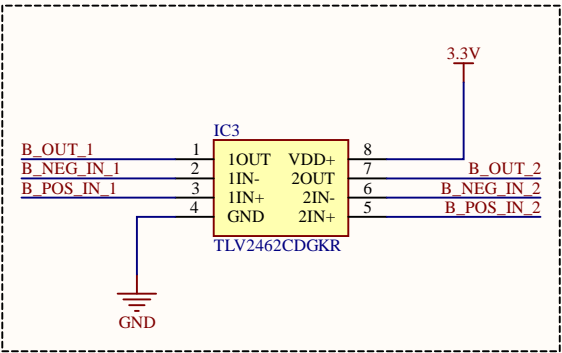 3.3V
IC3
B_OUT_1 1 1OUT VDD+ 8
B_NEG_IN_1 2 1IN- 2OUT 7 B_OUT_2
B_POS_IN_1 3 1IN+ 2IN- 6 B_NEG_IN_2
4 GND 2IN+ 5 B_POS_IN_2
TLV2462CDGKR
GND